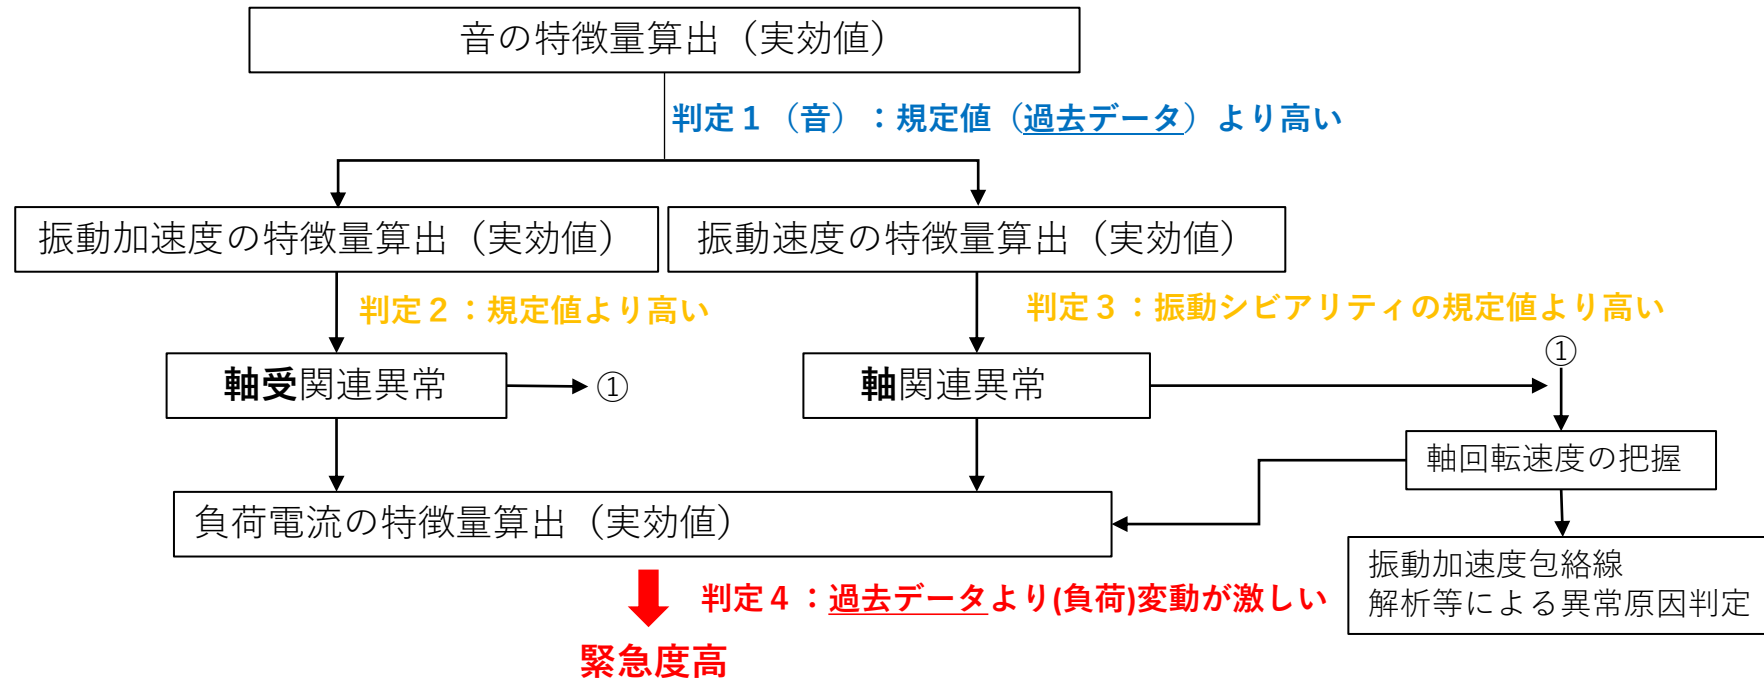 音の特徴量算出（実効値）
判定１（音）：規定値（過去データ）より高い
振動加速度の特徴量算出（実効値）
振動速度の特徴量算出（実効値）
判定２：規定値より高い
判定３：振動シビアリティの規定値より高い
軸受関連異常
①
軸関連異常
①
軸回転速度の把握
負荷電流の特徴量算出（実効値）
振動加速度包絡線
解析等による異常原因判定
判定４：過去データより(負荷)変動が激しい
緊急度高